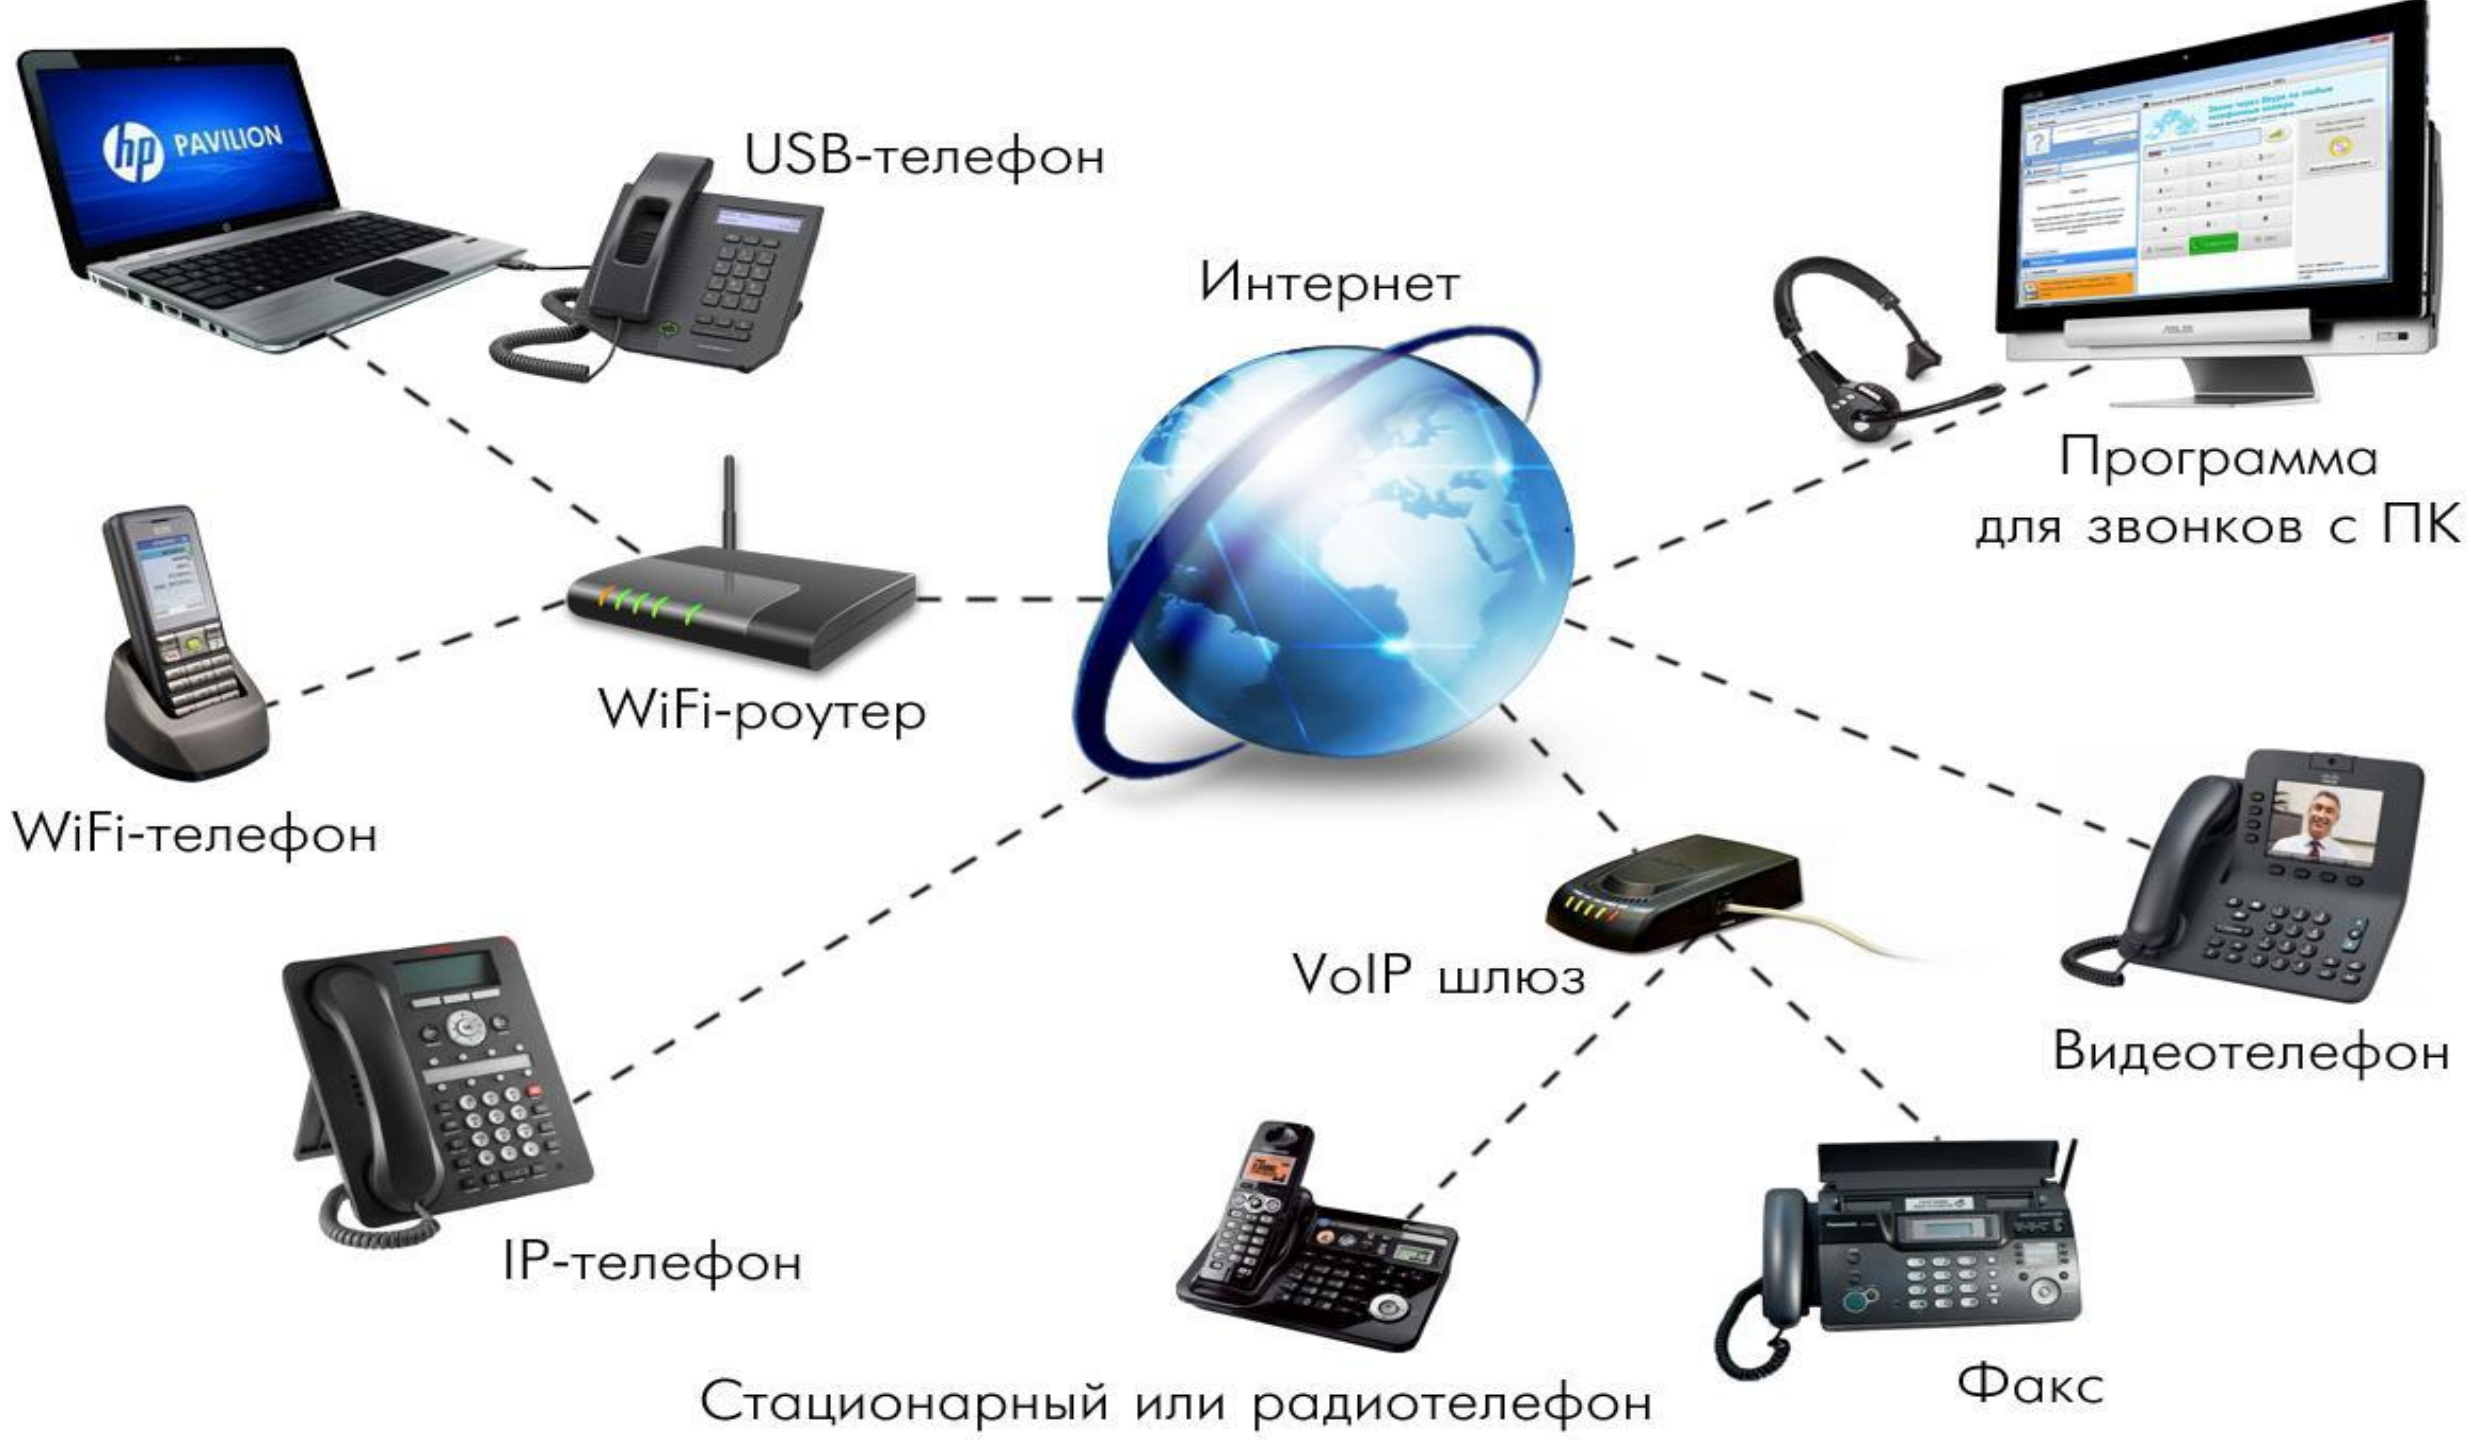 hp PAVILION
USB-телефон
Интернет
ASUS
Программа
для звонков с ПК
WiFi-роутер
WiFi-телефон
VoIP шлюз
Видеотелефон
IP-телефон
Стационарный или радиотелефон
Факс